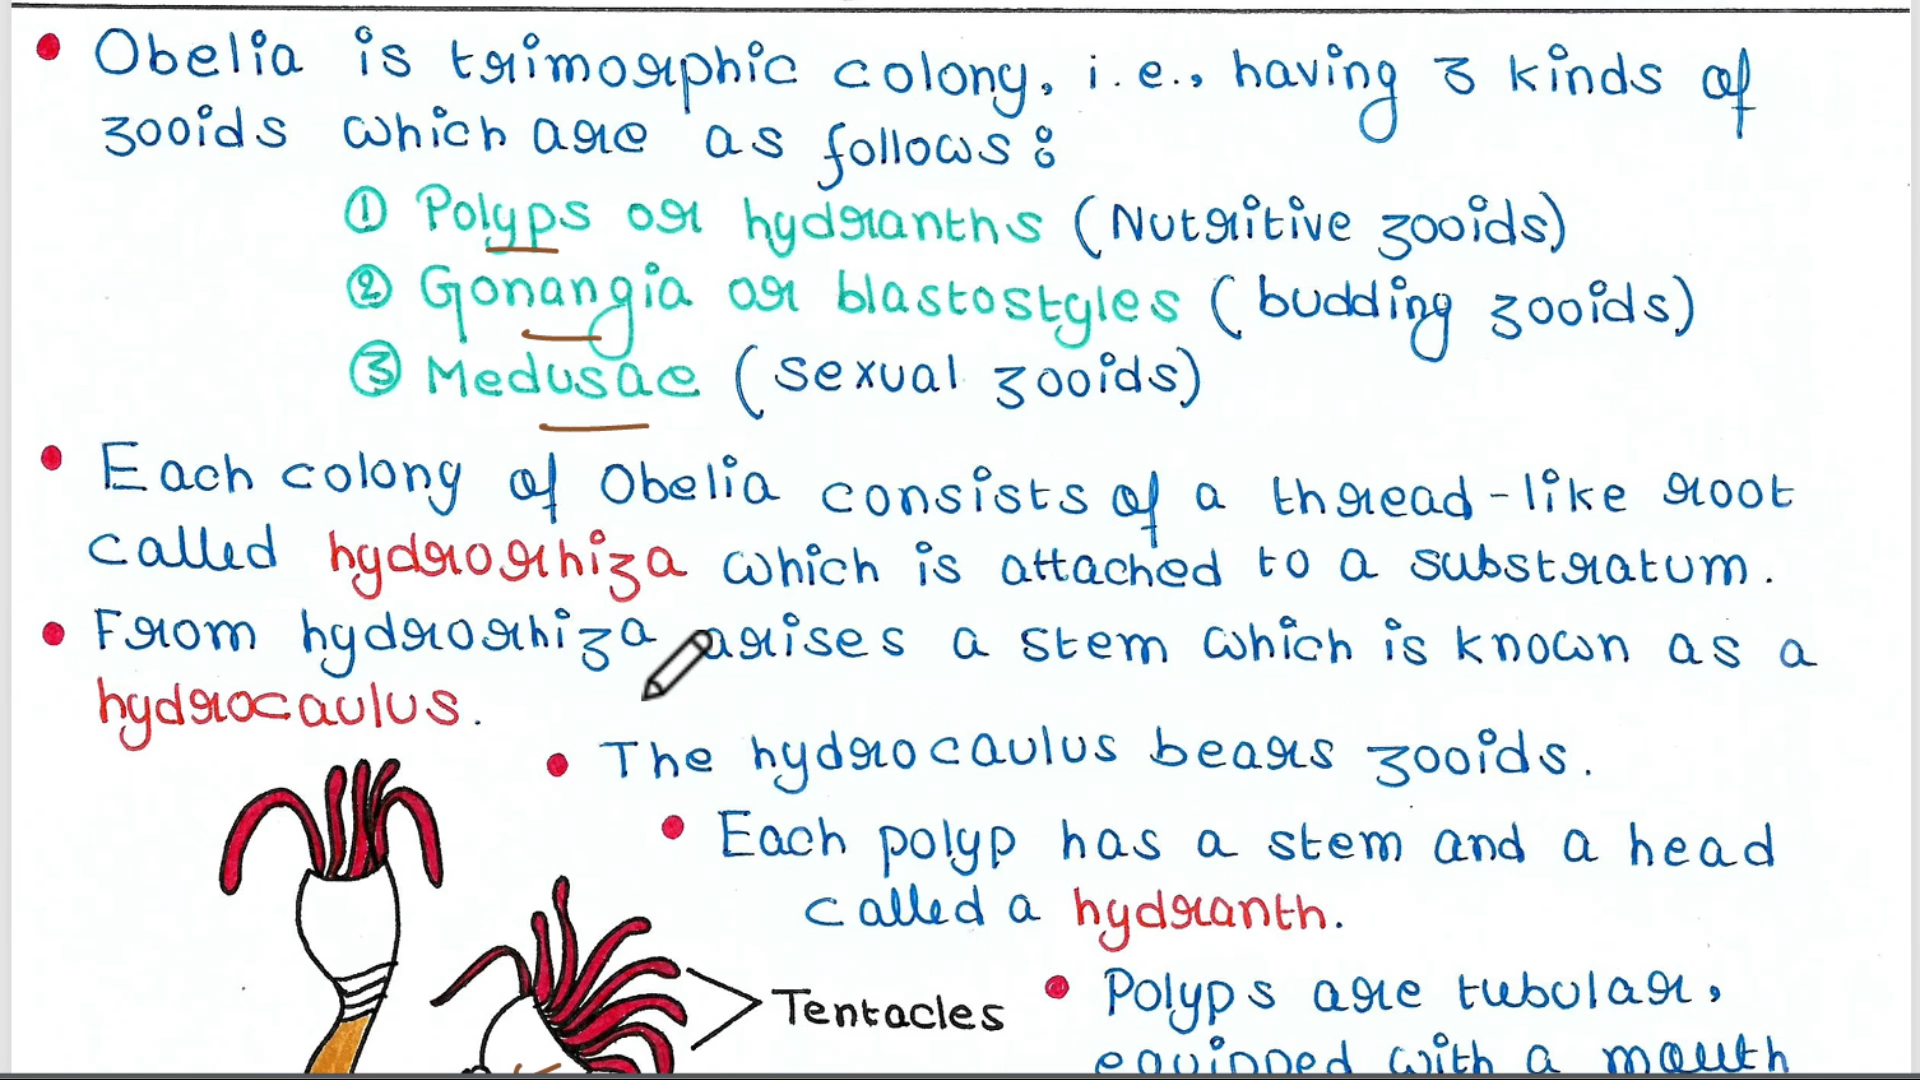 • Obelia is trimorphic colony, i.e., having 3 kinds of
zooids which are as follows:
① Polyps or hydranths (Nutritive zooids)
② Gonangia or blastostyles (budding zooids)
③ Medusae (sexual zooids)
• Each colony of Obelia consists of a thread-like root
called hydrorhiza which is attached to a substratum.
• From hydrorhiza arises a stem which is known as a
hydrocaulus.
• The hydrocaulus bears zooids.
• Each polyp has a stem and a head
called a hydranth.
Tentacles
• Polyps are tubular,
equipped with a mouth